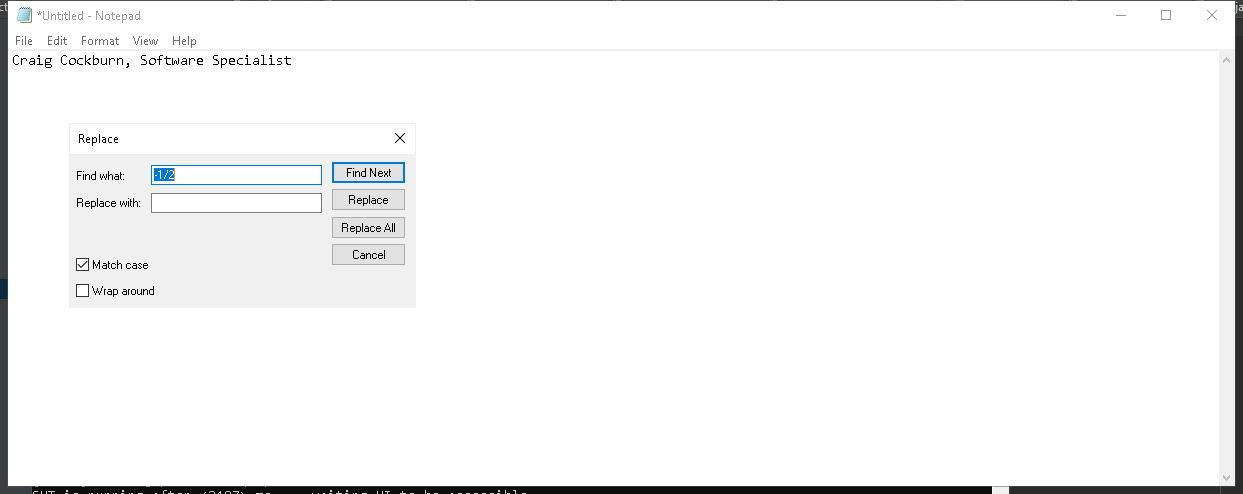 *Untitled - Notepad
File Edit Format View Help
Craig Cockburn, Software Specialist
Replace
Find what: -1/2 Find Next
Replace with: Replace
Replace All
Cancel
Match case
Wrap around